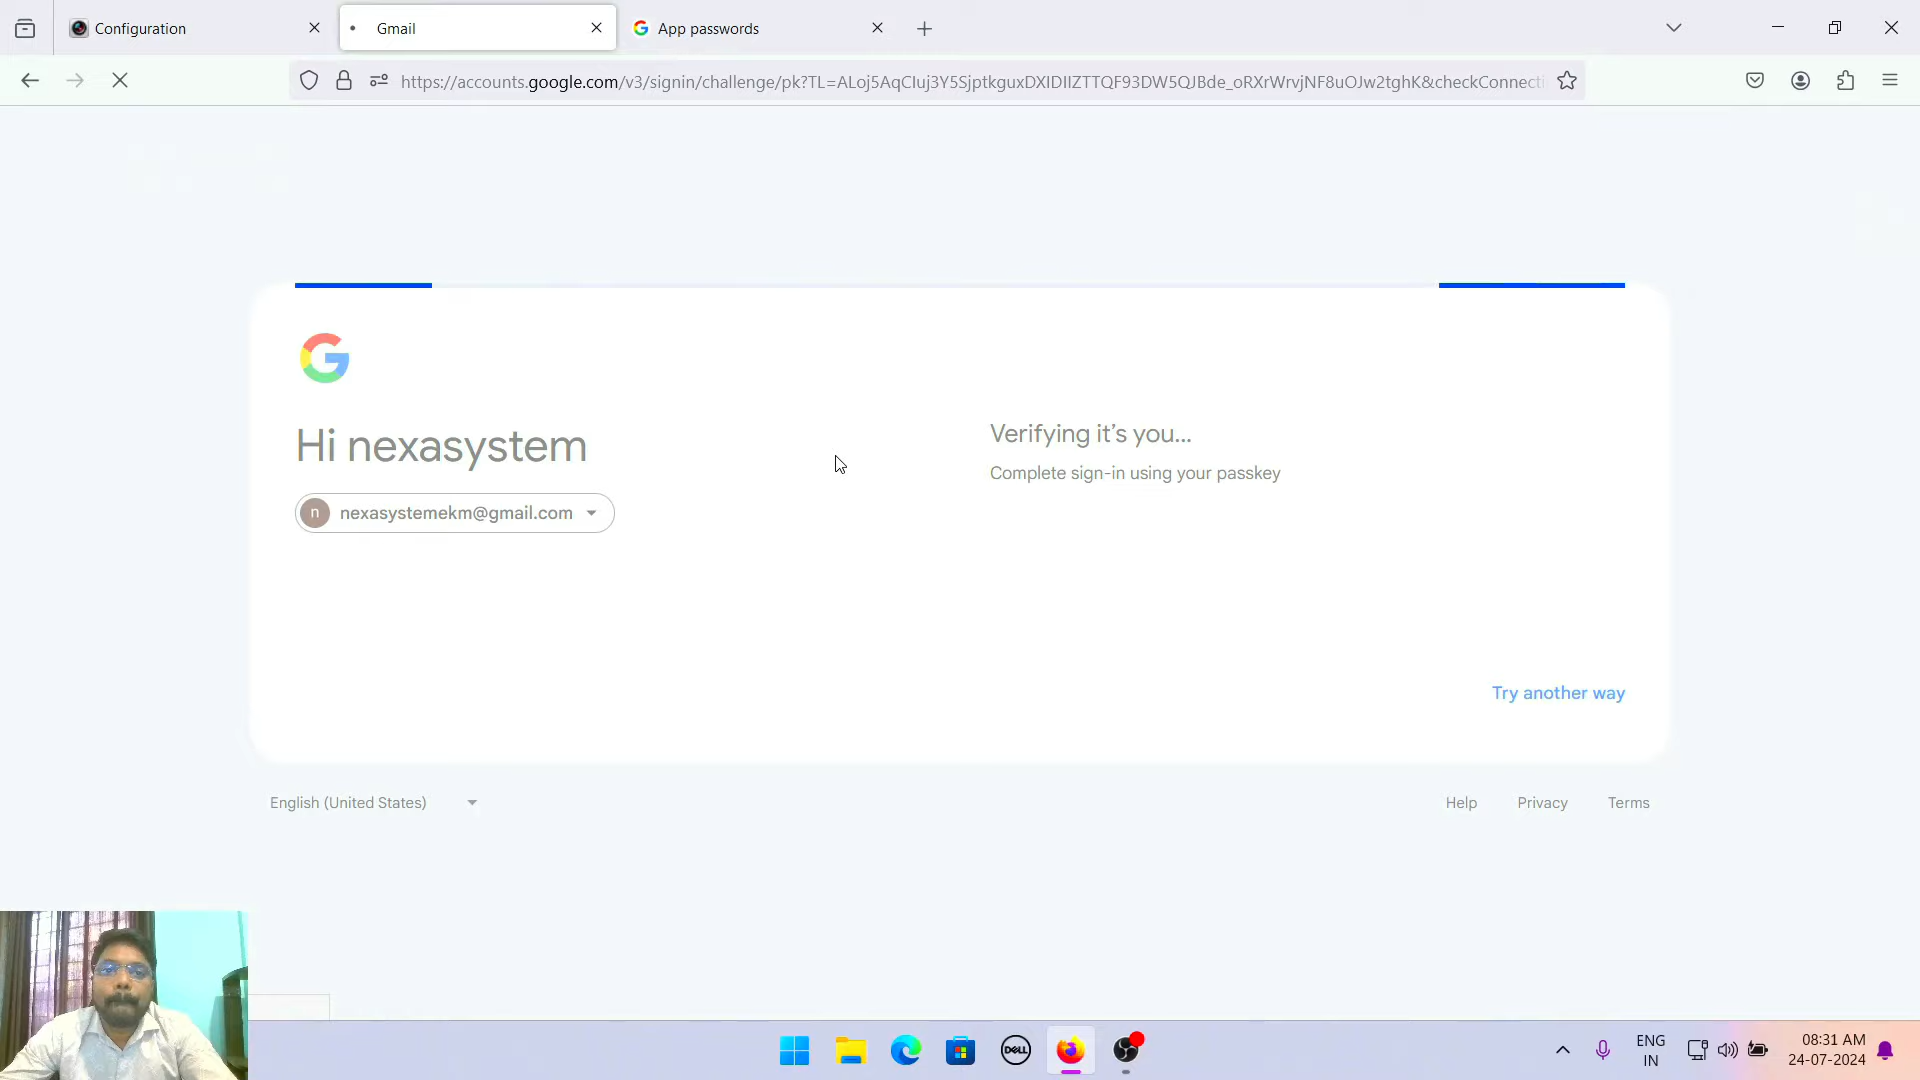 Configuration
Gmail
App passwords
https://accounts.google.com/v3/signin/challenge/pk?TL=ALoj5AqCIuj3Y5SjptkguxDXIDIIZTTQF93DW5QJBde_oRXrWrvjNF8uOJw2tghK&checkConnecti
Hi nexasystem
n nexasystemekm@gmail.com
Verifying it's you...
Complete sign-in using your passkey
Try another way
English (United States)
Help Privacy Terms
DELL
ENG
IN
08:31 AM
24-07-2024